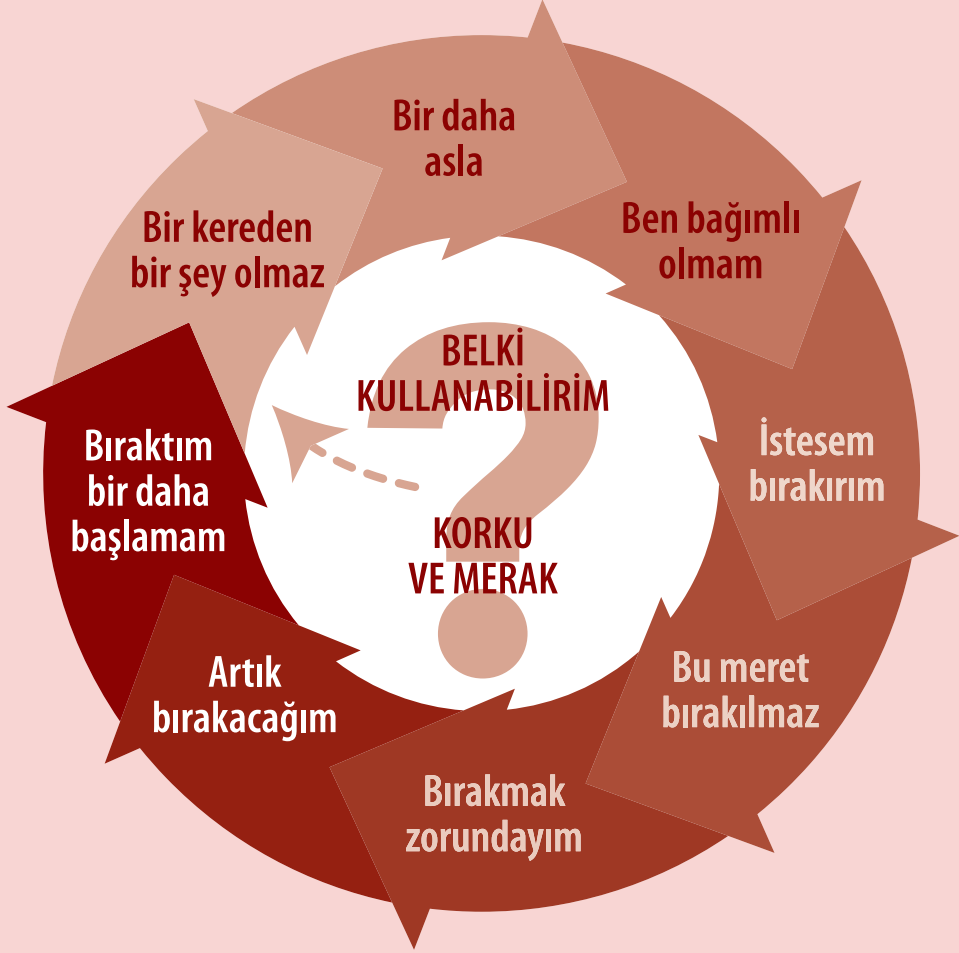 BELKİ
KULLANABİLİRİM
KORKU
VE MERAK
Bir kereden
bir şey olmaz
Bir daha
asla
Ben bağımlı
olmam
İstesem
bırakırım
Bu meret
bırakılmaz
Bırakmak
zorundayım
Artık
bırakacağım
Bıraktım
bir daha
başlamam